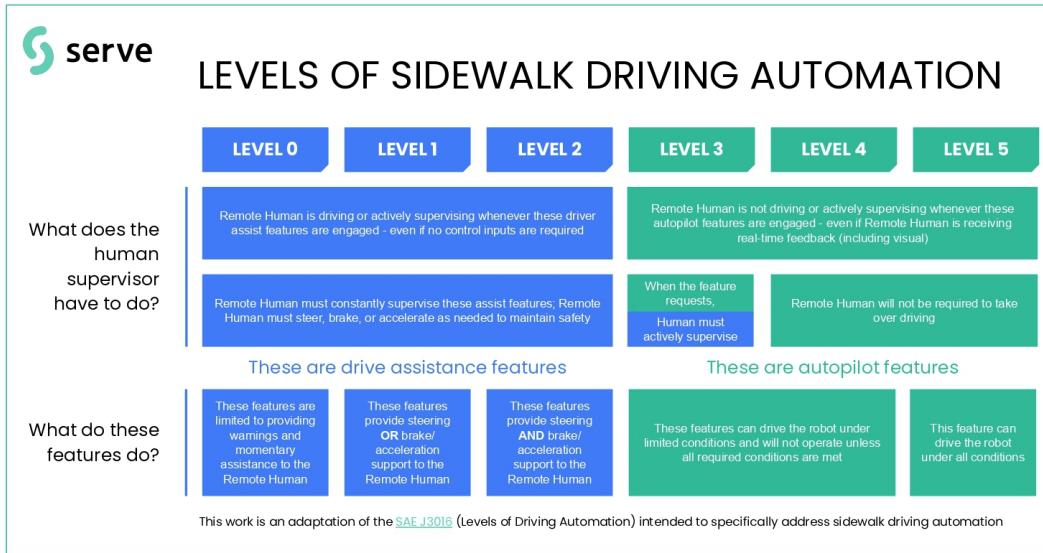 serve
LEVELS OF SIDEWALK DRIVING AUTOMATION
LEVEL 0
LEVEL 1
LEVEL 2
LEVEL 3
LEVEL 4
LEVEL 5
What does the
human
supervisor
have to do?
Remote Human is driving or actively supervising whenever these driver
assist features are engaged - even if no control inputs are required
Remote Human is not driving or actively supervising whenever these
autopilot features are engaged - even if Remote Human is receiving
real-time feedback (including visual)
Remote Human must constantly supervise these assist features; Remote
Human must steer, brake, or accelerate as needed to maintain safety
When the feature
requests,
Human must
actively supervise
Remote Human will not be required to take
over driving
These are drive assistance features
These are autopilot features
What do these
features do?
These features are
limited to providing
warnings and
momentary
assistance to the
Remote Human
These features
provide steering
OR brake/
acceleration
support to the
Remote Human
These features
provide steering
AND brake/
acceleration
support to the
Remote Human
These features can drive the robot under
limited conditions and will not operate unless
all required conditions are met
This feature can
drive the robot
under all conditions
This work is an adaptation of the SAE J3016 (Levels of Driving Automation) intended to specifically address sidewalk driving automation